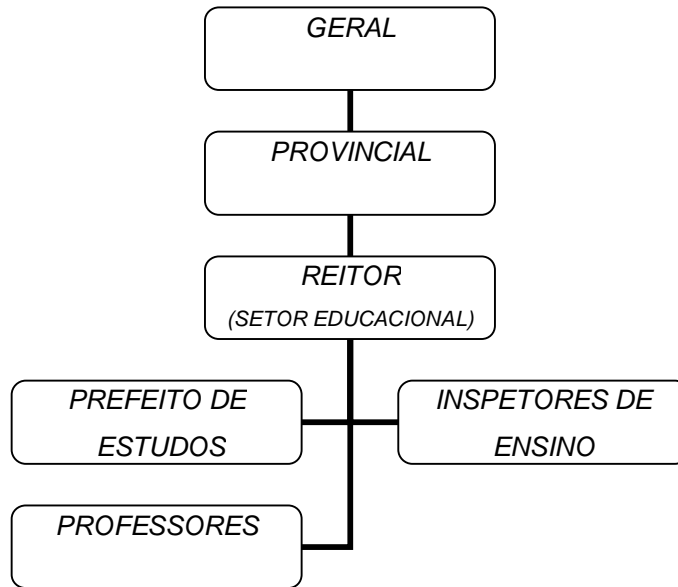 GERAL
PROVINCIAL
REITOR
(SETOR EDUCACIONAL)
PREFEITO DE
ESTUDOS
INSPETORES DE
ENSINO
PROFESSORES